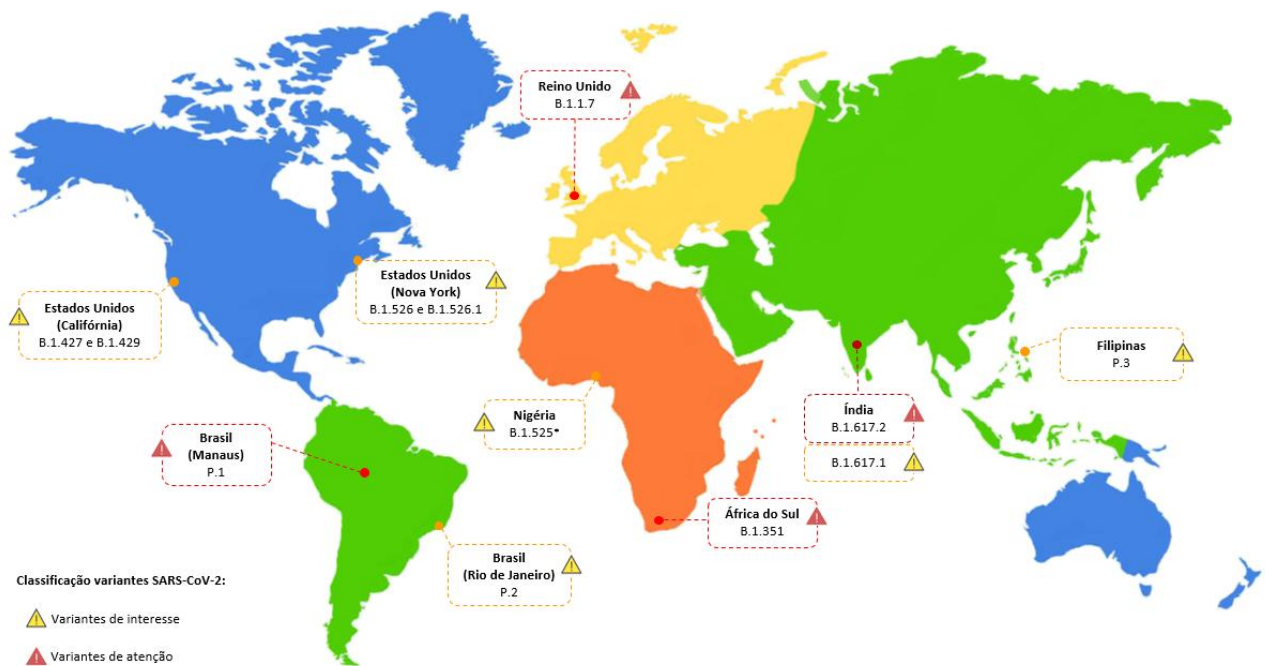 Reino Unido
B.1.1.7
Estados Unidos
(Nova York)
B.1.526 e B.1.526.1
Estados Unidos
(Califórnia)
B.1.427 e B.1.429
Filipinas
P.3
Nigéria
B.1.525*
Índia
B.1.617.2
B.1.617.1
Brasil
(Manaus)
P.1
África do Sul
B.1.351
Brasil
(Rio de Janeiro)
P.2
Classificação variantes SARS-CoV-2:
Variantes de interesse
Variantes de atenção